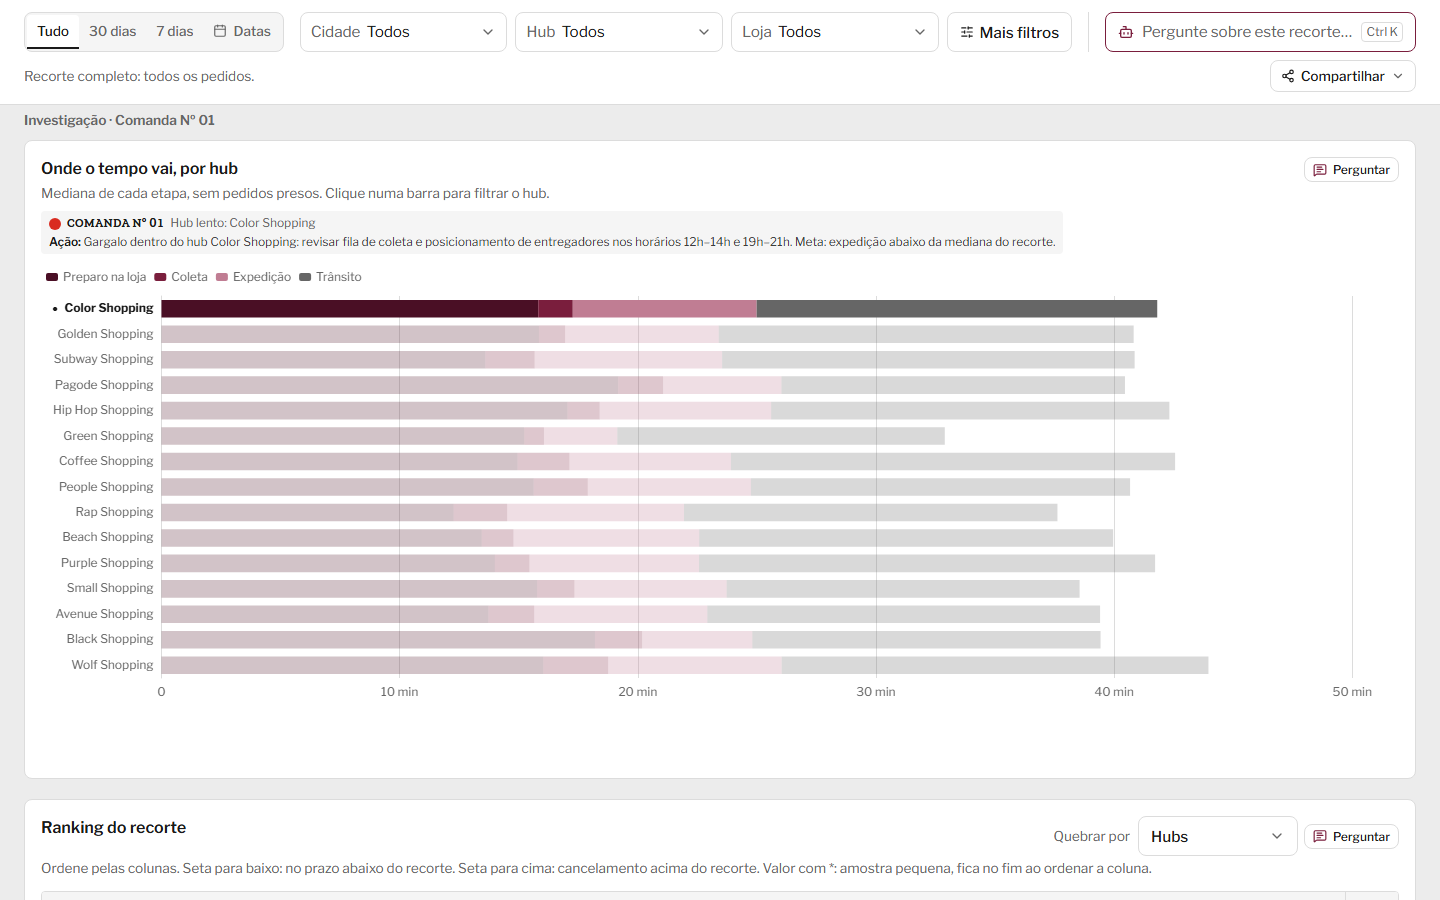 Tudo 30 dias 7 dias Datas Cidade Todos Hub Todos Loja Todos Mais filtros Pergunte sobre este recorte... Ctrl K
Recorte completo: todos os pedidos. Compartilhar
Investigação · Comanda Nº 01
Onde o tempo vai, por hub Perguntar
Mediana de cada etapa, sem pedidos presos. Clique numa barra para filtrar o hub.
COMANDA Nº 01 Hub lento: Color Shopping
Ação: Gargalo dentro do hub Color Shopping: revisar fila de coleta e posicionamento de entregadores nos horários 12h–14h e 19h–21h. Meta: expedição abaixo da mediana do recorte.
Preparo na loja Coleta Expedição Trânsito
• Color Shopping
Golden Shopping
Subway Shopping
Pagode Shopping
Hip Hop Shopping
Green Shopping
Coffee Shopping
People Shopping
Rap Shopping
Beach Shopping
Purple Shopping
Small Shopping
Avenue Shopping
Black Shopping
Wolf Shopping
0 10 min 20 min 30 min 40 min 50 min
Ranking do recorte Quebrar por Hubs Perguntar
Ordene pelas colunas. Seta para baixo: no prazo abaixo do recorte. Seta para cima: cancelamento acima do recorte. Valor com *: amostra pequena, fica no fim ao ordenar a coluna.